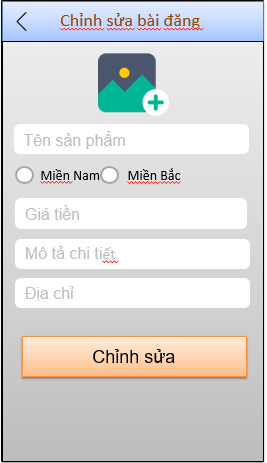 Chỉnh sửa bài đăng
Tên sản phẩm
Miền Nam Miền Bắc
Giá tiền
Mô tả chi tiết
Địa chỉ
Chỉnh sửa